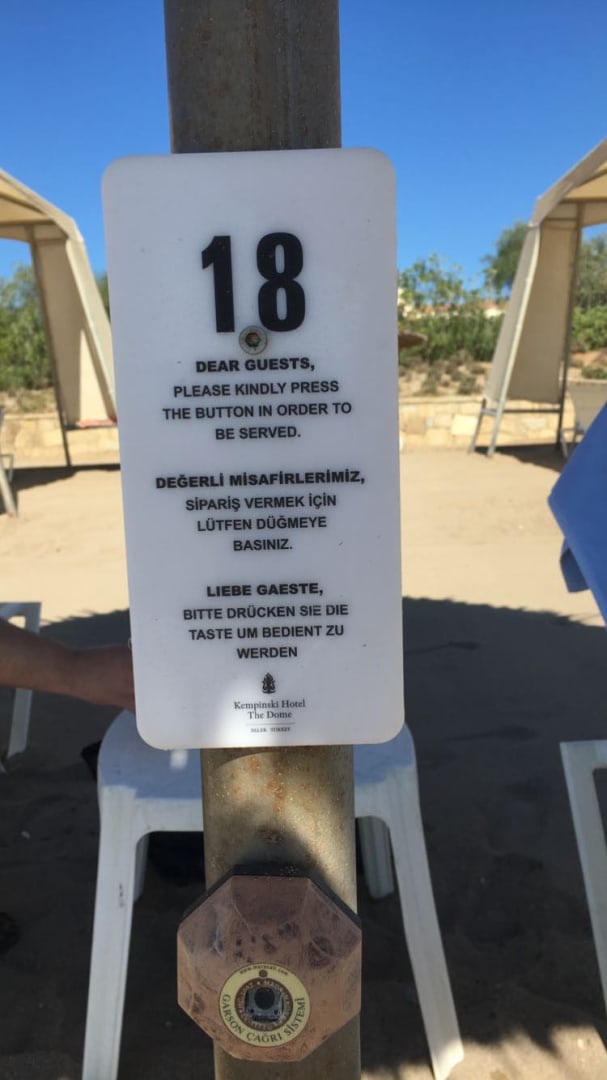 18
DEAR GUESTS,
PLEASE KINDLY PRESS
THE BUTTON IN ORDER TO
BE SERVED.
DEĞERLİ MİSAFİRLERİMİZ,
SİPARİŞ VERMEK İÇİN
LÜTFEN DÜĞMEYE
BASINIZ.
LIEBE GAESTE,
BITTE DRÜCKEN SIE DIE
TASTE UM BEDIENT ZU
WERDEN
Kempinski Hotel
The Dome
BELEK TURKEY
GARSON ÇAĞRI SİSTEMİ